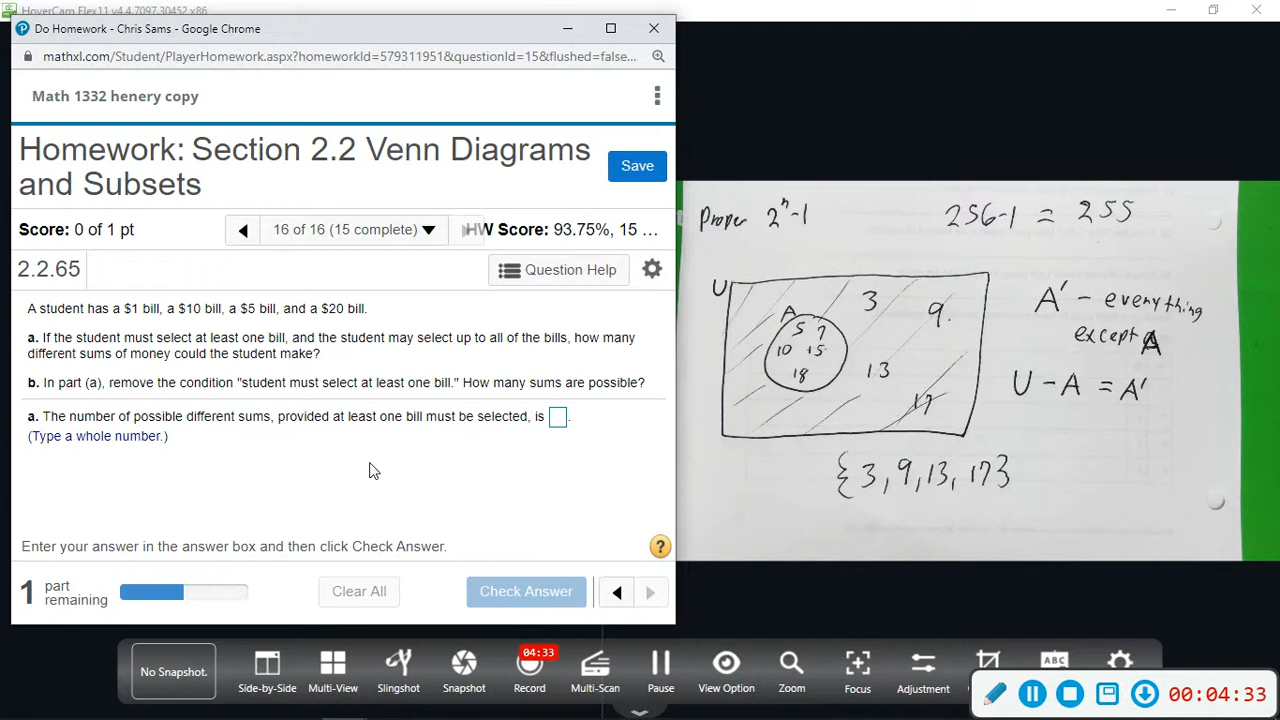 HoverCam Flex11 v4.4.7097.30452 x86
Do Homework - Chris Sams - Google Chrome
mathxl.com/Student/PlayerHomework.aspx?homeworkId=579311951&questionId=15&flushed=false...
Math 1332 henery copy
Homework: Section 2.2 Venn Diagrams
and Subsets
Save
Score: 0 of 1 pt
16 of 16 (15 complete)
HW Score: 93.75%, 15 ...
2.2.65
Question Help
A student has a $1 bill, a $10 bill, a $5 bill, and a $20 bill.
a. If the student must select at least one bill, and the student may select up to all of the bills, how many
different sums of money could the student make?
b. In part (a), remove the condition "student must select at least one bill." How many sums are possible?
a. The number of possible different sums, provided at least one bill must be selected, is
(Type a whole number.)
Enter your answer in the answer box and then click Check Answer.
?
1 part
remaining
Clear All
Check Answer
Proper 2^n-1
256-1 = 255
U
A
3
9.
5 7
10 15
18
13
17
A' - everything
except A
U - A = A'
{3, 9, 13, 17}
No Snapshot.
Side-by-Side
Multi-View
Slingshot
Snapshot
04:33
Record
Multi-Scan
Pause
View Option
Zoom
Focus
Adjustment
ABC
00:04:33